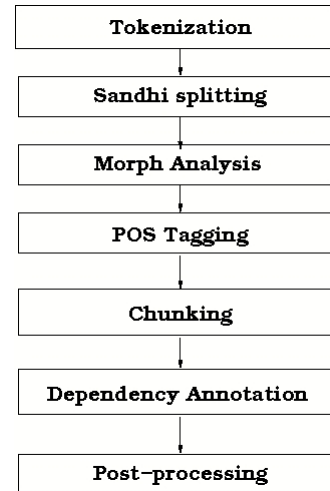 Tokenization
Sandhi splitting
Morph Analysis
POS Tagging
Chunking
Dependency Annotation
Post-processing